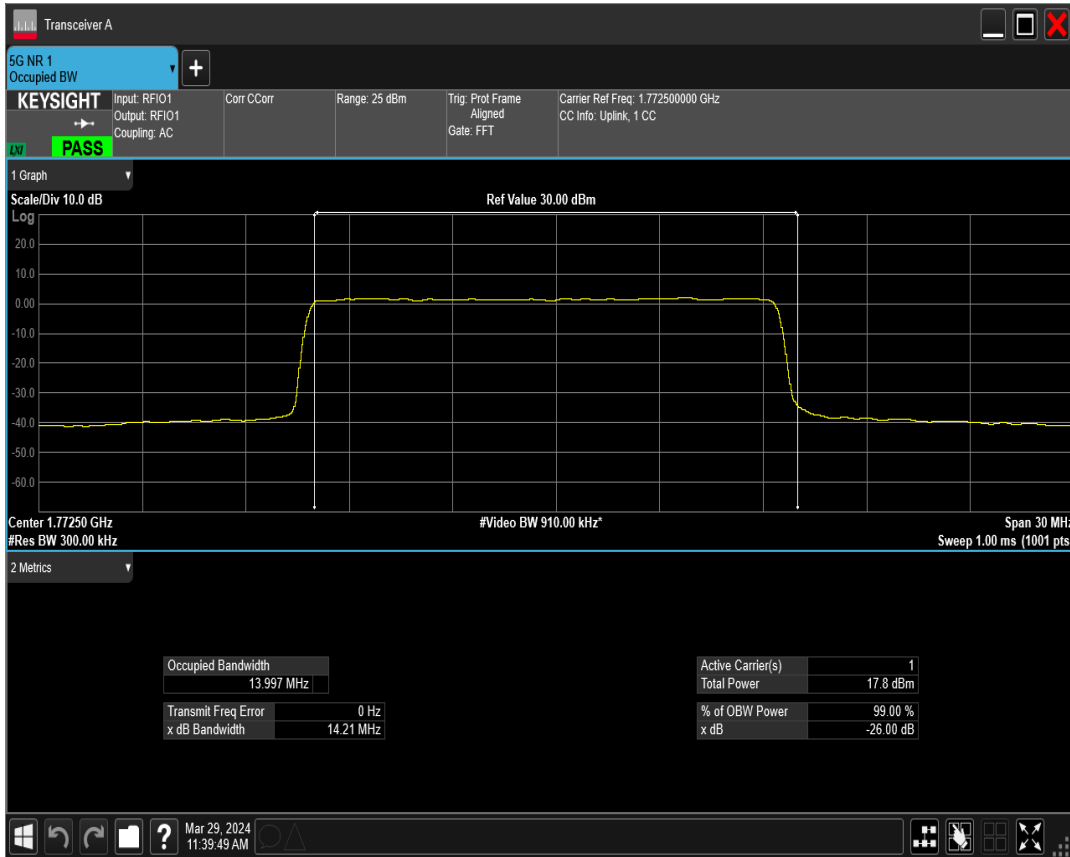 Transceiver A
5G NR 1
Occupied BW
KEYSIGHT
LXI
PASS
Input: RFIO1
Output: RFIO1
Coupling: AC
Corr CCorr
Range: 25 dBm
Trig: Prot Frame
Aligned
Gate: FFT
Carrier Ref Freq: 1.772500000 GHz
CC Info: Uplink, 1 CC
1 Graph
Scale/Div 10.0 dB
Ref Value 30.00 dBm
Log
20.0
10.0
0.00
-10.0
-20.0
-30.0
-40.0
-50.0
-60.0
Center 1.77250 GHz
#Video BW 910.00 kHz*
Span 30 MHz
#Res BW 300.00 kHz
Sweep 1.00 ms (1001 pts
2 Metrics
Occupied Bandwidth
13.997 MHz
Transmit Freq Error 0 Hz
x dB Bandwidth 14.21 MHz
Active Carrier(s) 1
Total Power 17.8 dBm
% of OBW Power 99.00 %
x dB -26.00 dB
?
Mar 29, 2024
11:39:49 AM